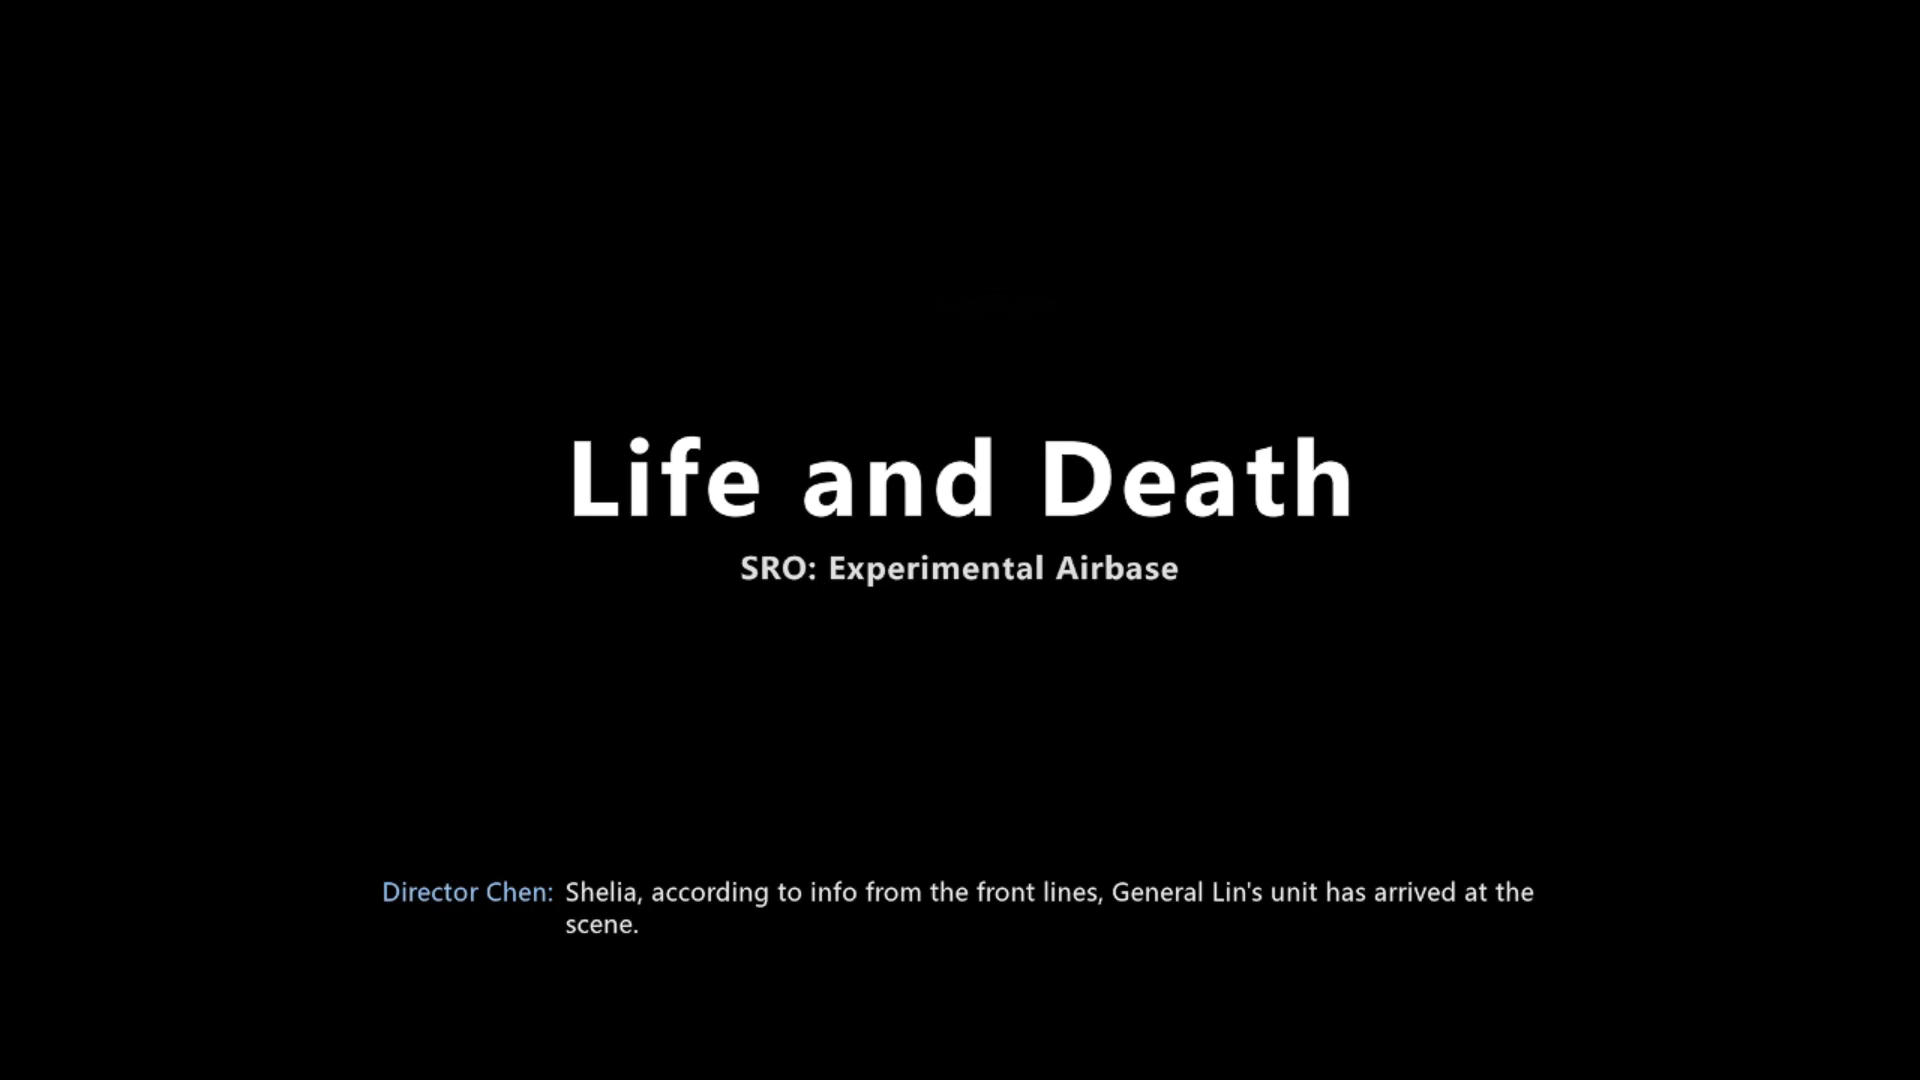 Life and Death
SRO: Experimental Airbase
Director Chen: Shelia, according to info from the front lines, General Lin's unit has arrived at the
scene.